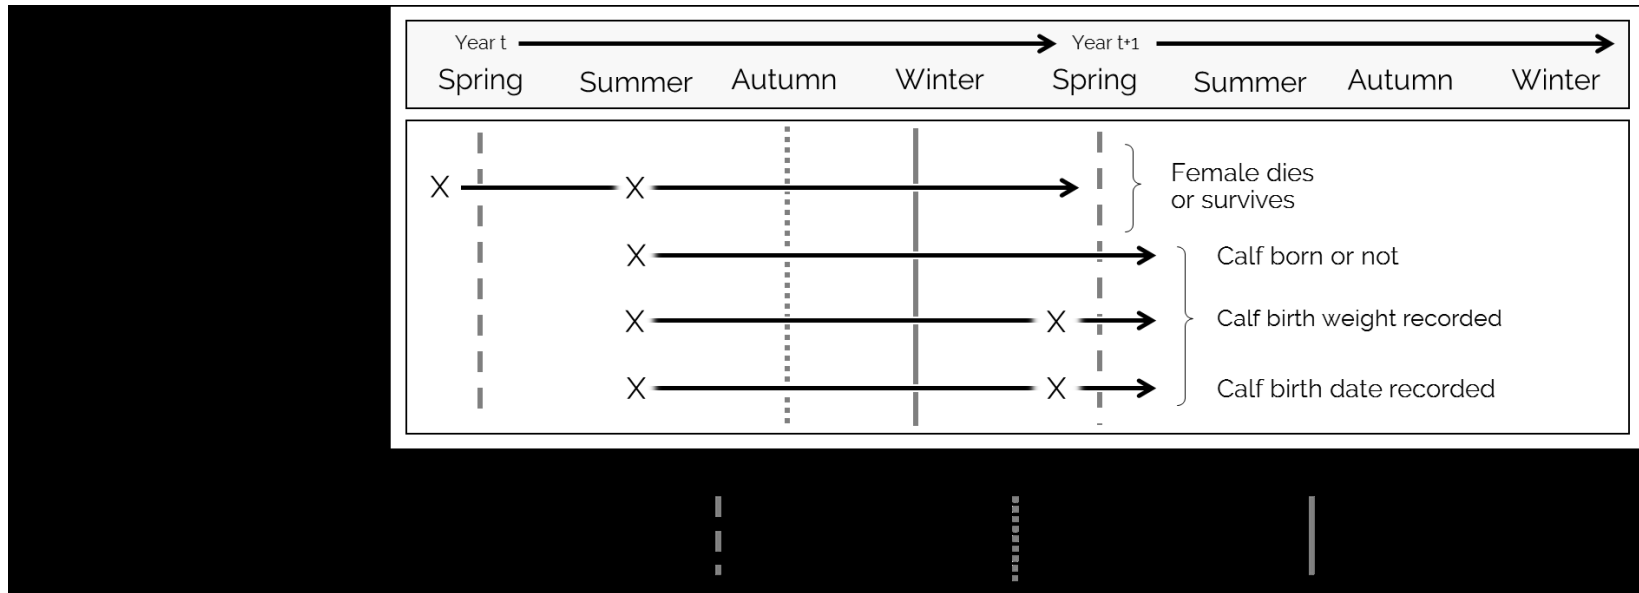 Year t Year t+1
Spring Summer Autumn Winter Spring Summer Autumn Winter
X X
Female dies
or survives
X
Calf born or not
X X
Calf birth weight recorded
X X
Calf birth date recorded